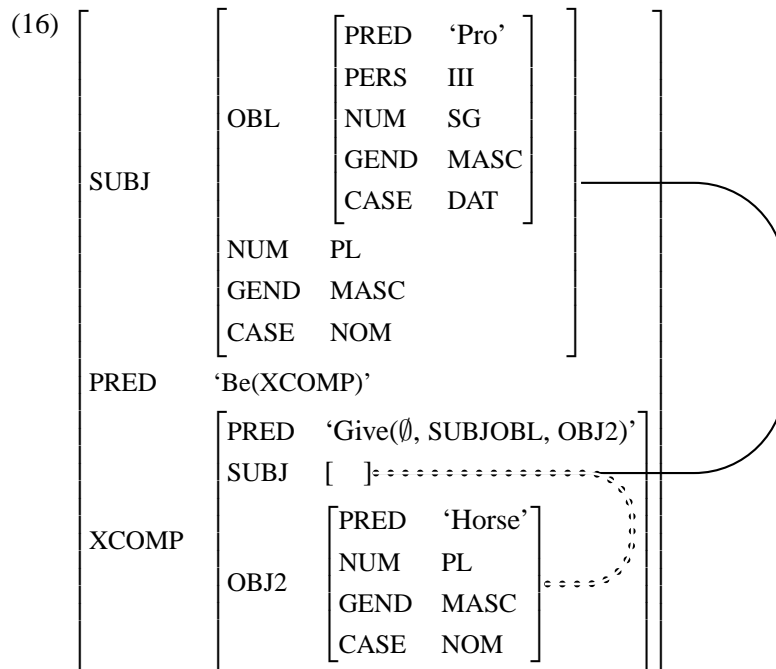 (16)
PRED ‘Pro’
PERS III
OBL NUM SG
GEND MASC
SUBJ CASE DAT
NUM PL
GEND MASC
CASE NOM
PRED ‘Be(XCOMP)’
PRED ‘Give(∅, SUBJOBL, OBJ2)’
SUBJ [ ]
XCOMP PRED ‘Horse’
NUM PL
OBJ2 GEND MASC
CASE NOM